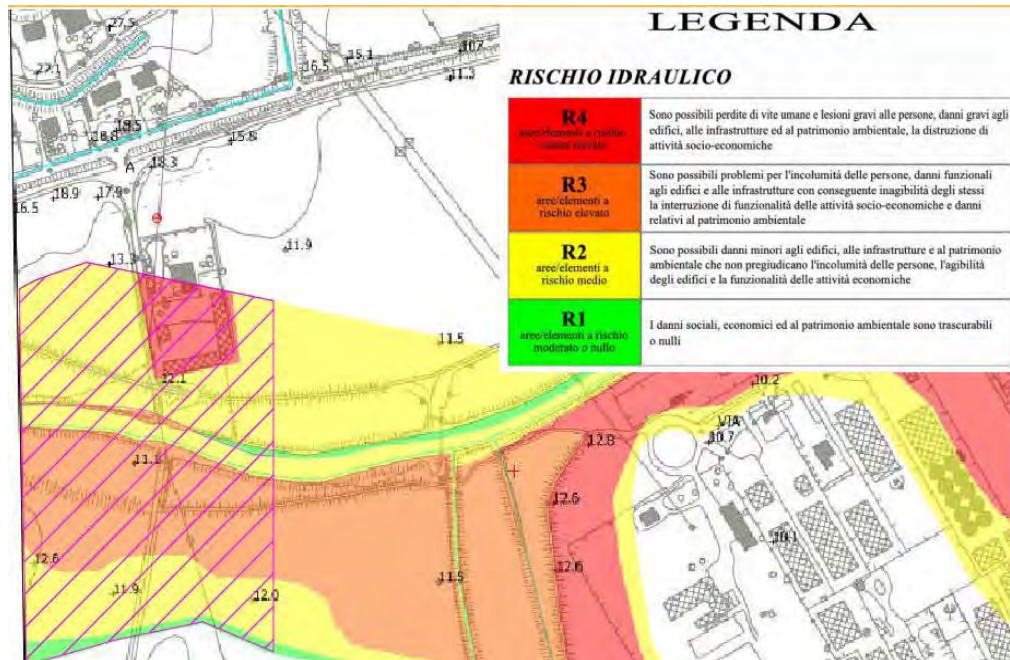 LEGENDA
RISCHIO IDRAULICO
R4
aree/elementi a rischio
Sono possibili perdite di vite umane e lesioni gravi alle persone, danni gravi agli
edifici, alle infrastrutture ed al patrimonio ambientale, la distruzione di
attività socio-economiche
R3
aree/elementi a
rischio elevato
Sono possibili problemi per l'incolumità delle persone, danni funzionali
agli edifici e alle infrastrutture con conseguente inagibilità degli stessi
la interruzione di funzionalità delle attività socio-economiche e danni
relativi al patrimonio ambientale
R2
aree/elementi a
rischio medio
Sono possibili danni minori agli edifici, alle infrastrutture e al patrimonio
ambientale che non pregiudicano l'incolumità delle persone, l'agibilità
degli edifici e la funzionalità delle attività economiche
R1
aree/elementi a rischio
moderato o nullo
I danni sociali, economici ed al patrimonio ambientale sono trascurabili
o nulli
27.5
27.1
16.5
15.1
10.7
11.3
18.5
18.8
15.8
A
18.3
18.9
17.9
16.5
11.9
13.3
11.5
12.1
10.2
VIA
10.7
12.8
11.1
12.6
10.1
12.6
12.6
11.9
12.0
11.5